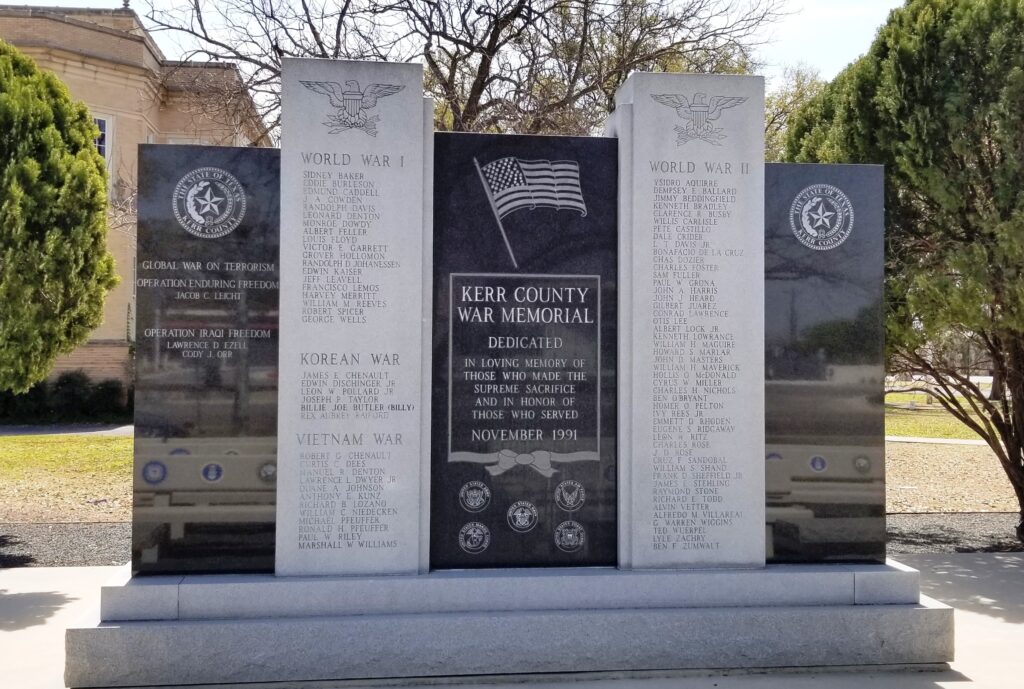 THE STATE OF TEXAS
KERR COUNTY
GLOBAL WAR ON TERRORISM
OPERATION ENDURING FREEDOM
JACOB C. LEICHT
OPERATION IRAQI FREEDOM
LAWRENCE D. EZELL
CODY J. ORR
WORLD WAR I
SIDNEY BAKER
EDDIE BURLESON
EDMUND CADDELL
J. A. COWDEN
RANDOLPH DAVIS
LEONARD DENTON
MUNROE DOWDY
ALBERT FELLER
LOUIS FLOYD
VICTOR E. GARRETT
GROVER HOLLOMON
RANDOLPH D. JOHANESSEN
EDWIN KAISER
JEFF LEAVELL
FRANCISCO LEMOS
HARVEY MERRITT
WILLIAM M. REEVES
ROBERT SPICER
GEORGE WELLS
KOREAN WAR
JAMES E. CHENAULT
EDWIN DISCHINGER JR
LEON W. POLLARD JR.
JOSEPH P. TAYLOR
BILLIE JOE BUTLER (BILLY)
REX AUBREY RAIFORD
VIETNAM WAR
ROBERT G. CHENAULT
CURTIS C. DEES
MANUEL R. DENTON
LAWRENCE L. DWYER JR
DUANE A. JOHNSON
ANTHONY E. KUNZ
RICHARD B. LOZANO
WILLIAM C. NIEDECKEN
MICHAEL PFEUFFER
RONALD H. PFEUFFER
PAUL W. RILEY
MARSHALL W. WILLIAMS
KERR COUNTY
WAR MEMORIAL
DEDICATED
IN LOVING MEMORY OF
THOSE WHO MADE THE
SUPREME SACRIFICE
AND IN HONOR OF
THOSE WHO SERVED
NOVEMBER 1991
WORLD WAR II
YSIDRO AQUIRRE
DEMPSEY E. BALLARD
JIMMY BEDDINGFIELD
KENNETH BRADLEY
CLARENCE R. BUSBY
WILLIS CARLISLE
PETE CASTILLO
DALE CRIDER
L. T. DAVIS JR
BONAFACIO DE LA CRUZ
CHAS DOZIER
CHARLES FOSTER
SAM FULLER
PAUL W. GRONA
JOHN A. HARRIS
JOHN J. HEARD
GILBERT JUAREZ
CONRAD LAWRENCE
OTIS LEE
ALBERT LOCK JR
KENNETH LOWRANCE
WILLIAM H. MAGUIRE
HOWARD S. MARLAR
JOHN D. MASTERS
WILLIAM H. MAVERICK
HOLLIS O. McDONALD
CYRUS W. MILLER
CHARLES H. NICHOLS
BEN O'BRYANT
HOMER O. PELTON
IVY REES JR
EMMETT D. RHODEN
EUGENE S. RIDGAWAY
LEON H. RITZ
CHARLES ROSE
J. D. ROSE
CRUZ F. SANDOBAL
WILLIAM S. SHAND
FRANK D. SHEFFIELD JR
JAMES L. STEHLING
RAYMOND STONE
RICHARD E. TODD
ALVIN VETTER
ALFREDO M. VILLAREAL
G. WARREN WIGGINS
TED WUERPEL
LYLE ZACHRY
BEN F. ZUMWALT
THE STATE OF TEXAS
KERR COUNTY